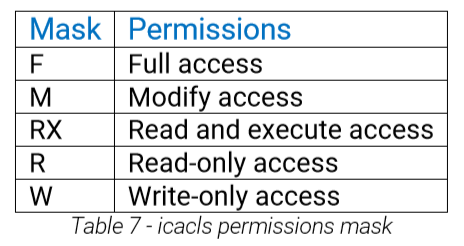 Mask Permissions
F Full access
M Modify access
RX Read and execute access
R Read-only access
W Write-only access
Table 7 - icacls permissions mask